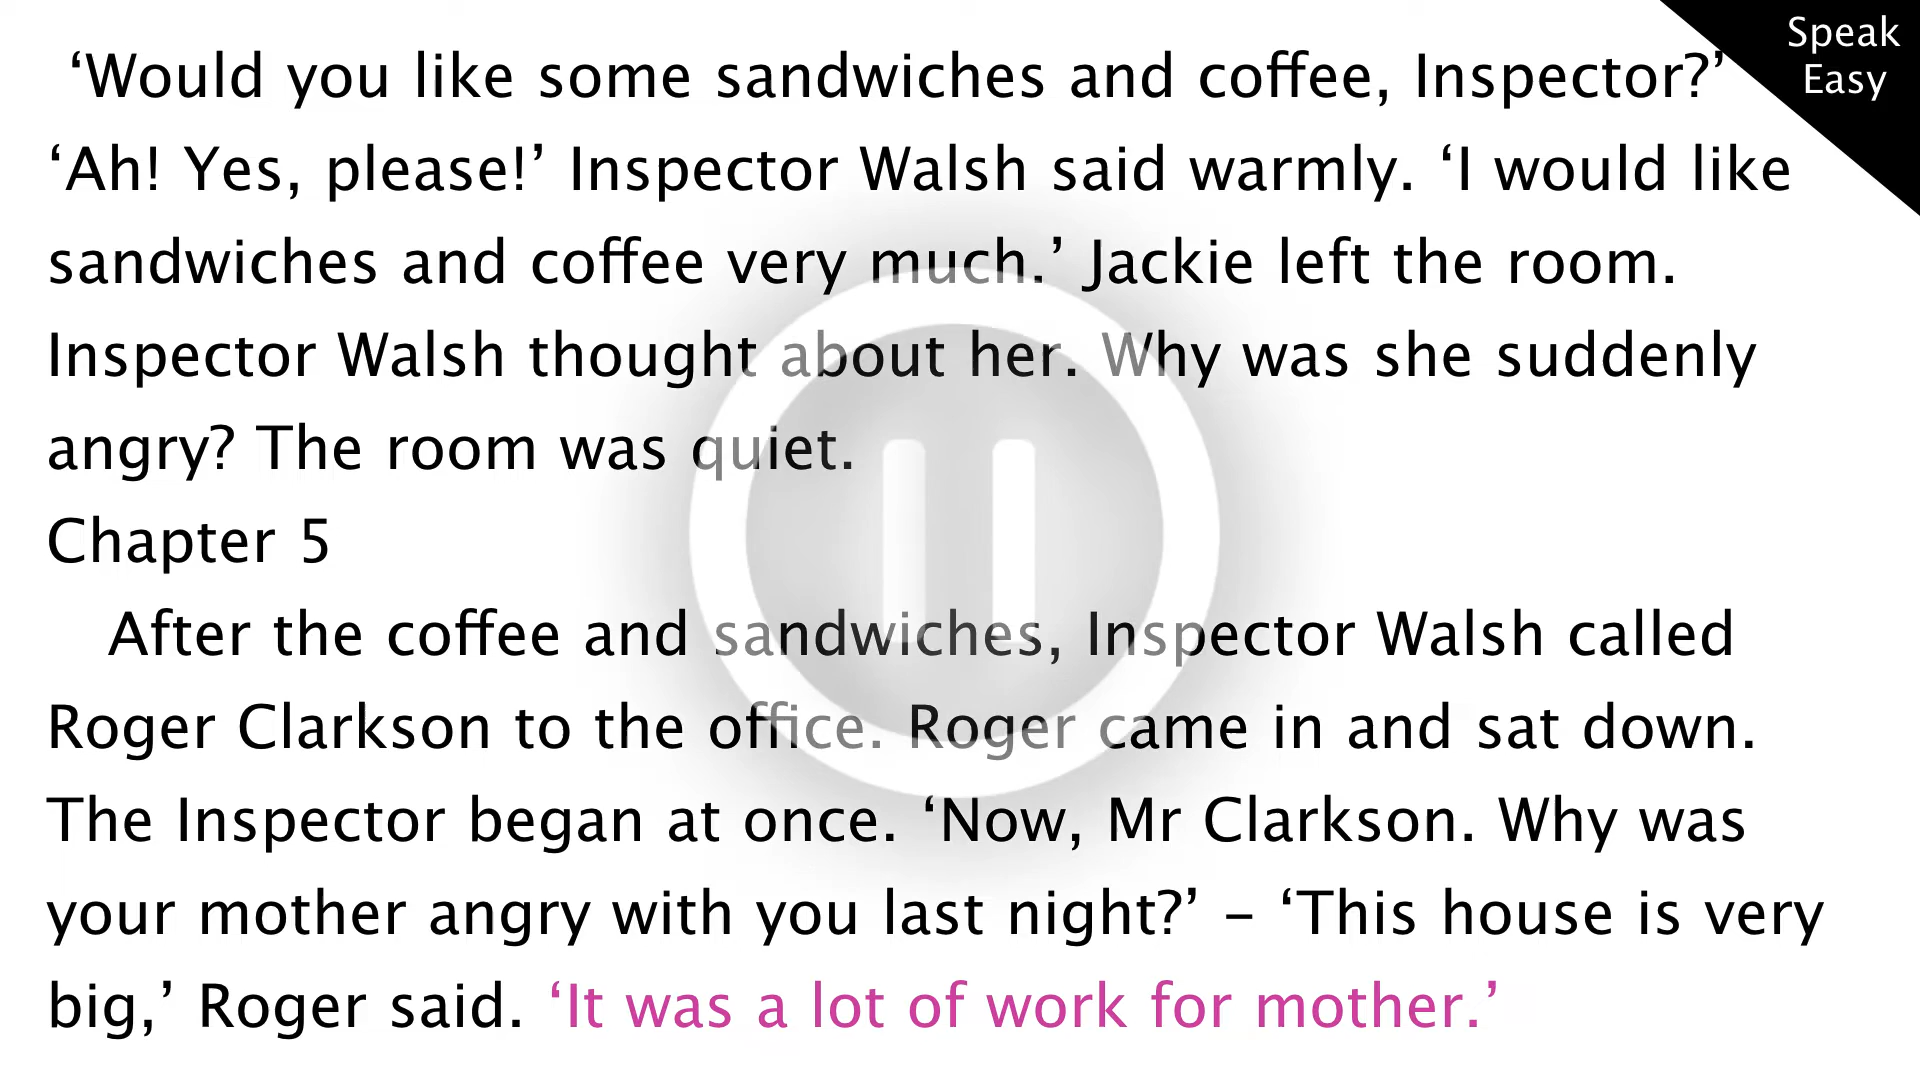 ‘Would you like some sandwiches and coffee, Inspector?’
‘Ah! Yes, please!’ Inspector Walsh said warmly. ‘I would like
sandwiches and coffee very much.’ Jackie left the room.
Inspector Walsh thought about her. Why was she suddenly
angry? The room was quiet.
Chapter 5
After the coffee and sandwiches, Inspector Walsh called
Roger Clarkson to the office. Roger came in and sat down.
The Inspector began at once. ‘Now, Mr Clarkson. Why was
your mother angry with you last night?’ – ‘This house is very
big,’ Roger said. ‘It was a lot of work for mother.’
Speak
Easy